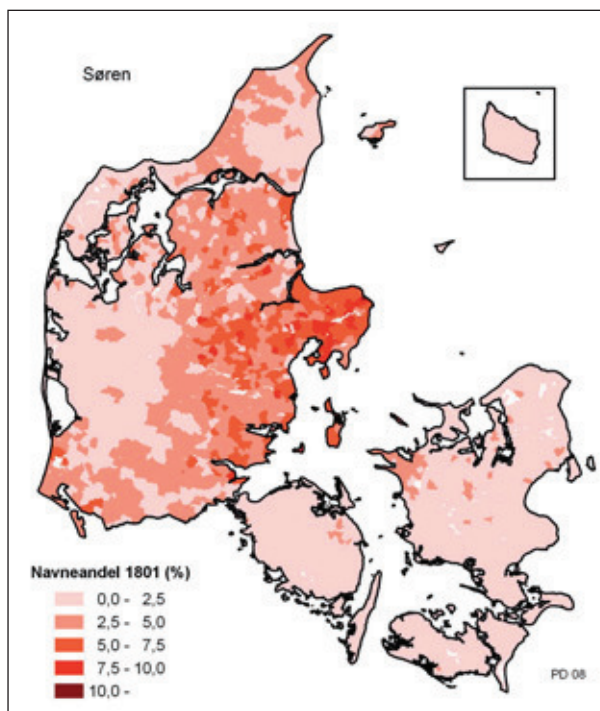 Søren
Navneandel 1801 (%)
0,0 - 2,5
2,5 - 5,0
5,0 - 7,5
7,5 - 10,0
10,0 -
PD 08